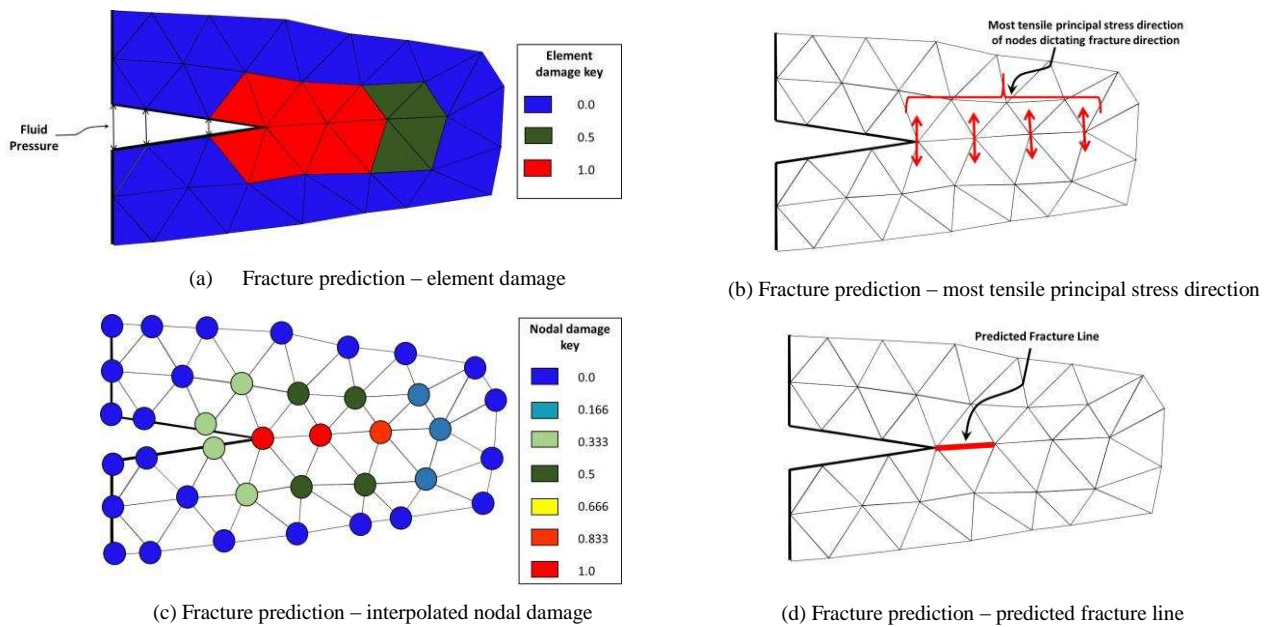 Fluid
Pressure
Element
damage key
0.0
0.5
1.0
(a) Fracture prediction – element damage
Most tensile principal stress direction
of nodes dictating fracture direction
(b) Fracture prediction – most tensile principal stress direction
Nodal damage
key
0.0
0.166
0.333
0.5
0.666
0.833
1.0
(c) Fracture prediction – interpolated nodal damage
Predicted Fracture Line
(d) Fracture prediction – predicted fracture line